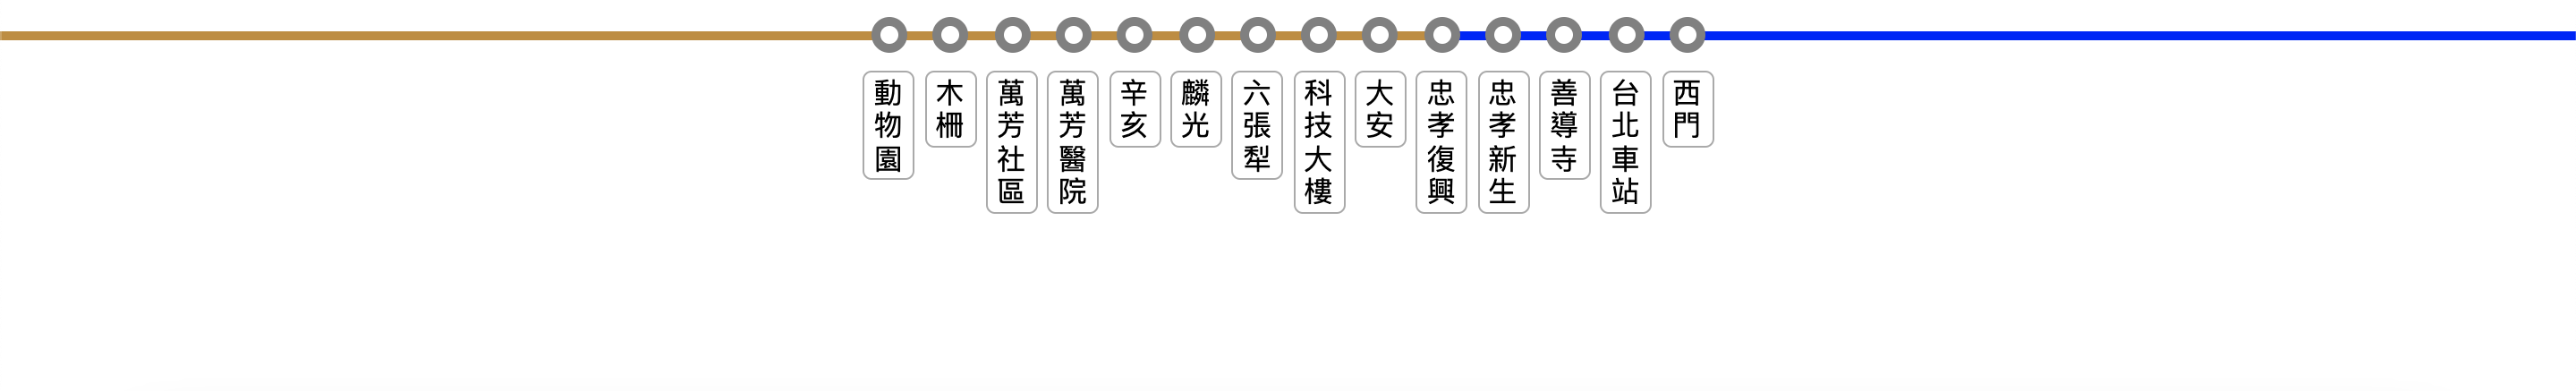 動物園
木柵
萬芳社區
萬芳醫院
辛亥
麟光
六張犁
科技大樓
大安
忠孝復興
忠孝新生
善導寺
台北車站
西門